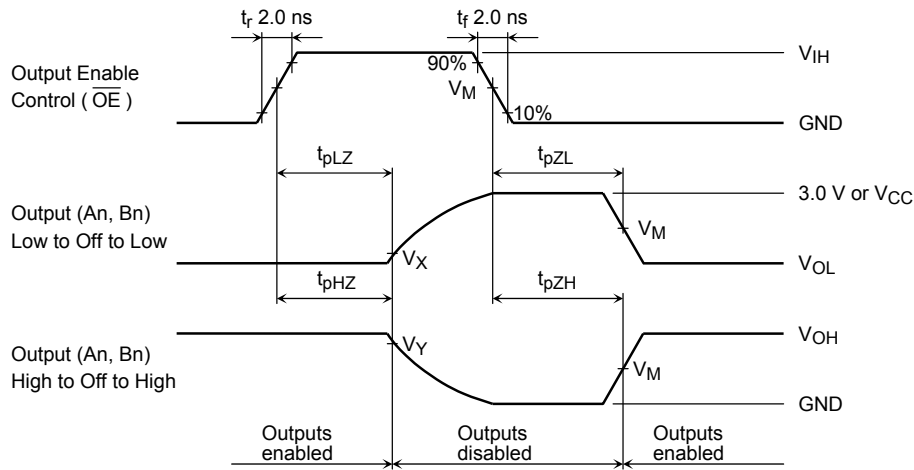 tr 2.0 ns
tf 2.0 ns
Output Enable
Control ( OE )
90%
VM
10%
VIH
GND
tpLZ
tpZL
3.0 V or VCC
Output (An, Bn)
Low to Off to Low
VX
VM
VOL
tpHZ
tpZH
Output (An, Bn)
High to Off to High
VY
VM
VOH
GND
Outputs
enabled
Outputs
disabled
Outputs
enabled